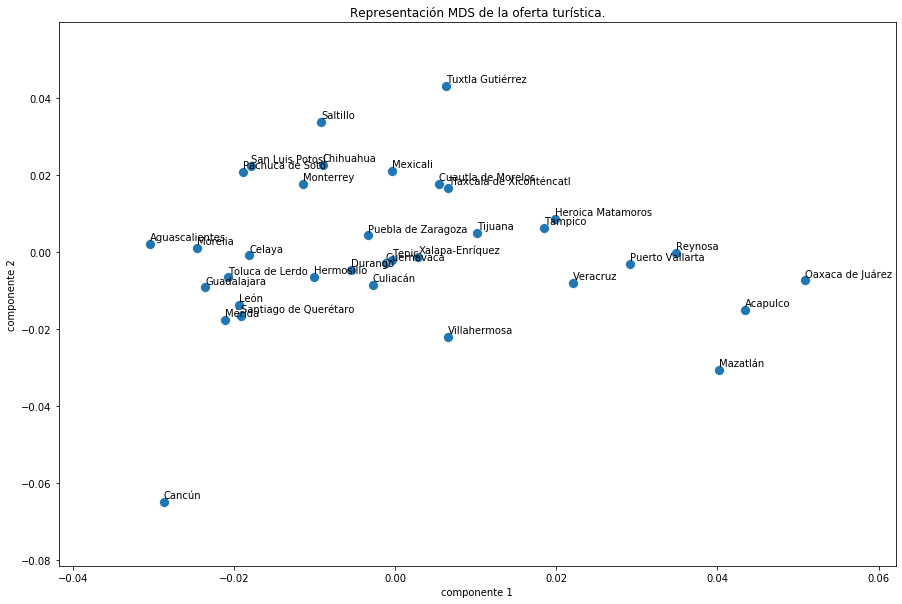 Representación MDS de la oferta turística.
componente 2
0.04
0.02
0.00
−0.02
−0.04
−0.06
−0.08
Tuxtla Gutiérrez
Saltillo
San Luis Potosí
Chihuahua
Pachuca de Soto
Mexicali
Monterrey
Cuautla de Morelos
Tlaxcala de Xicohténcatl
Heroica Matamoros
Tampico
Puebla de Zaragoza
Tijuana
Aguascalientes
Morelia
Celaya
Tepic
Xalapa-Enríquez
Reynosa
Cuernavaca
Durango
Puerto Vallarta
Toluca de Lerdo
Hermosillo
Guadalajara
Culiacán
Veracruz
Oaxaca de Juárez
León
Acapulco
Santiago de Querétaro
Mérida
Villahermosa
Mazatlán
Cancún
−0.04
−0.02
0.00
0.02
0.04
0.06
componente 1